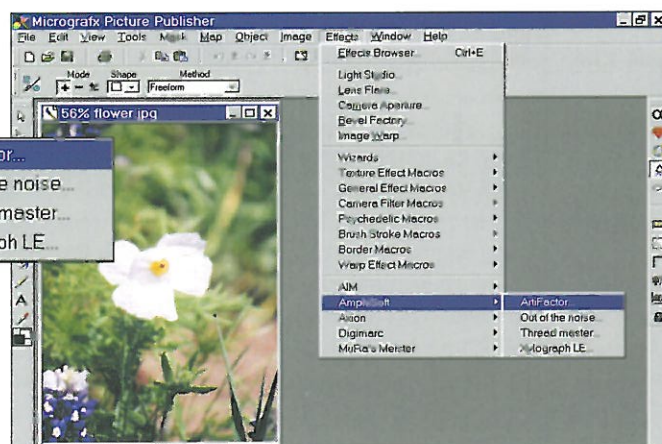 Micrografx Picture Publisher
File Edit View Tools Mask Map Object Image Effects Window Help
Mode Shape Method
Freeform
56% flower.jpg
or...
e noise...
master...
ph LE...
Effects Browser... Ctrl+E
Light Studio...
Lens Flare...
Camera Aperture...
Bevel Factory...
Image Warp...
Wizards
Texture Effect Macros
General Effect Macros
Camera Filter Macros
Psychedelic Macros
Brush Stroke Macros
Border Macros
Warp Effect Macros
AIM
AmpleSoft
Axion
Digimarc
MuRa's Meister
ArtiFactor...
Out of the noise...
Thread master...
Xylograph LE...
A